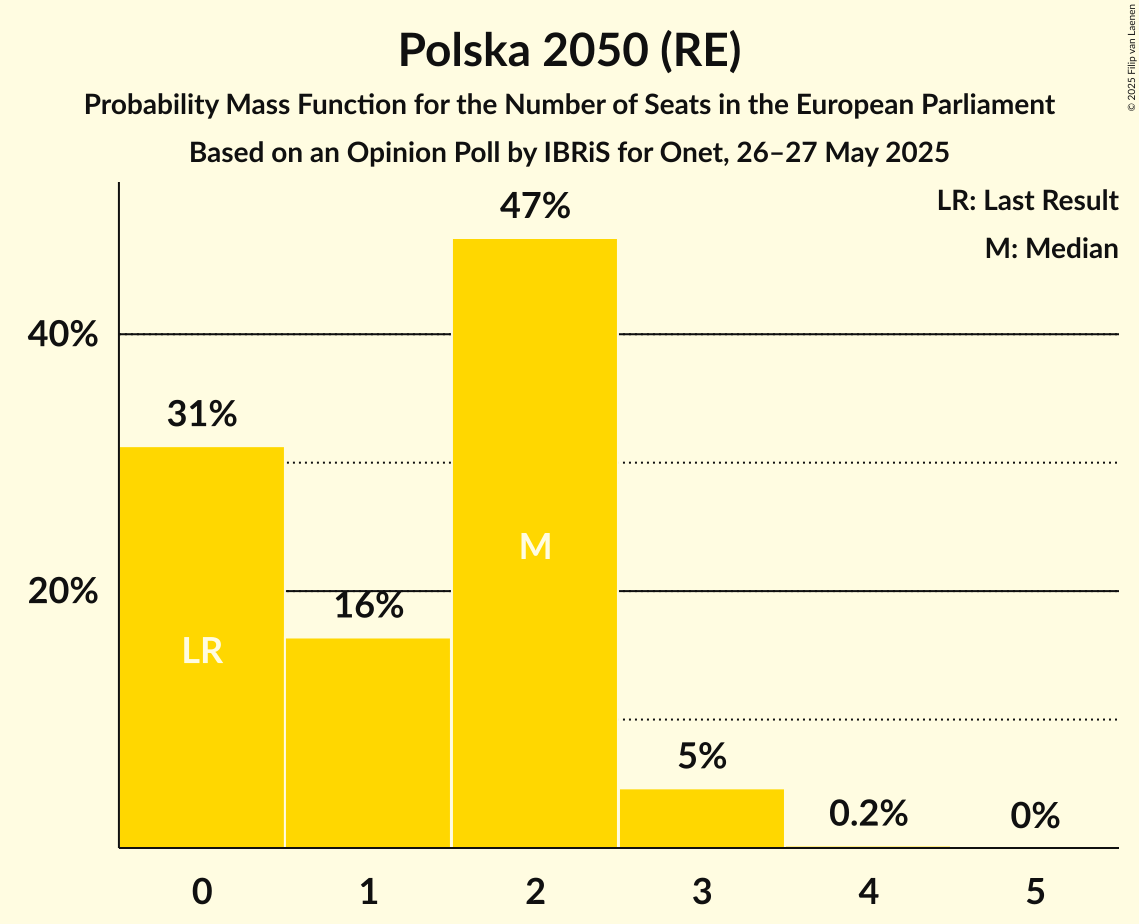 Polska 2050 (RE)
Probability Mass Function for the Number of Seats in the European Parliament
Based on an Opinion Poll by IBRiS for Onet, 26–27 May 2025
© 2025 Filip van Laenen
LR: Last Result
M: Median
47%
40%
31%
M
20%
16%
LR
5%
0.2%
0%
0 1 2 3 4 5